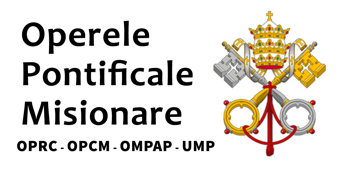 Operele
Pontificale
Misionare
OPRC - OPCM - OMPAP - UMP